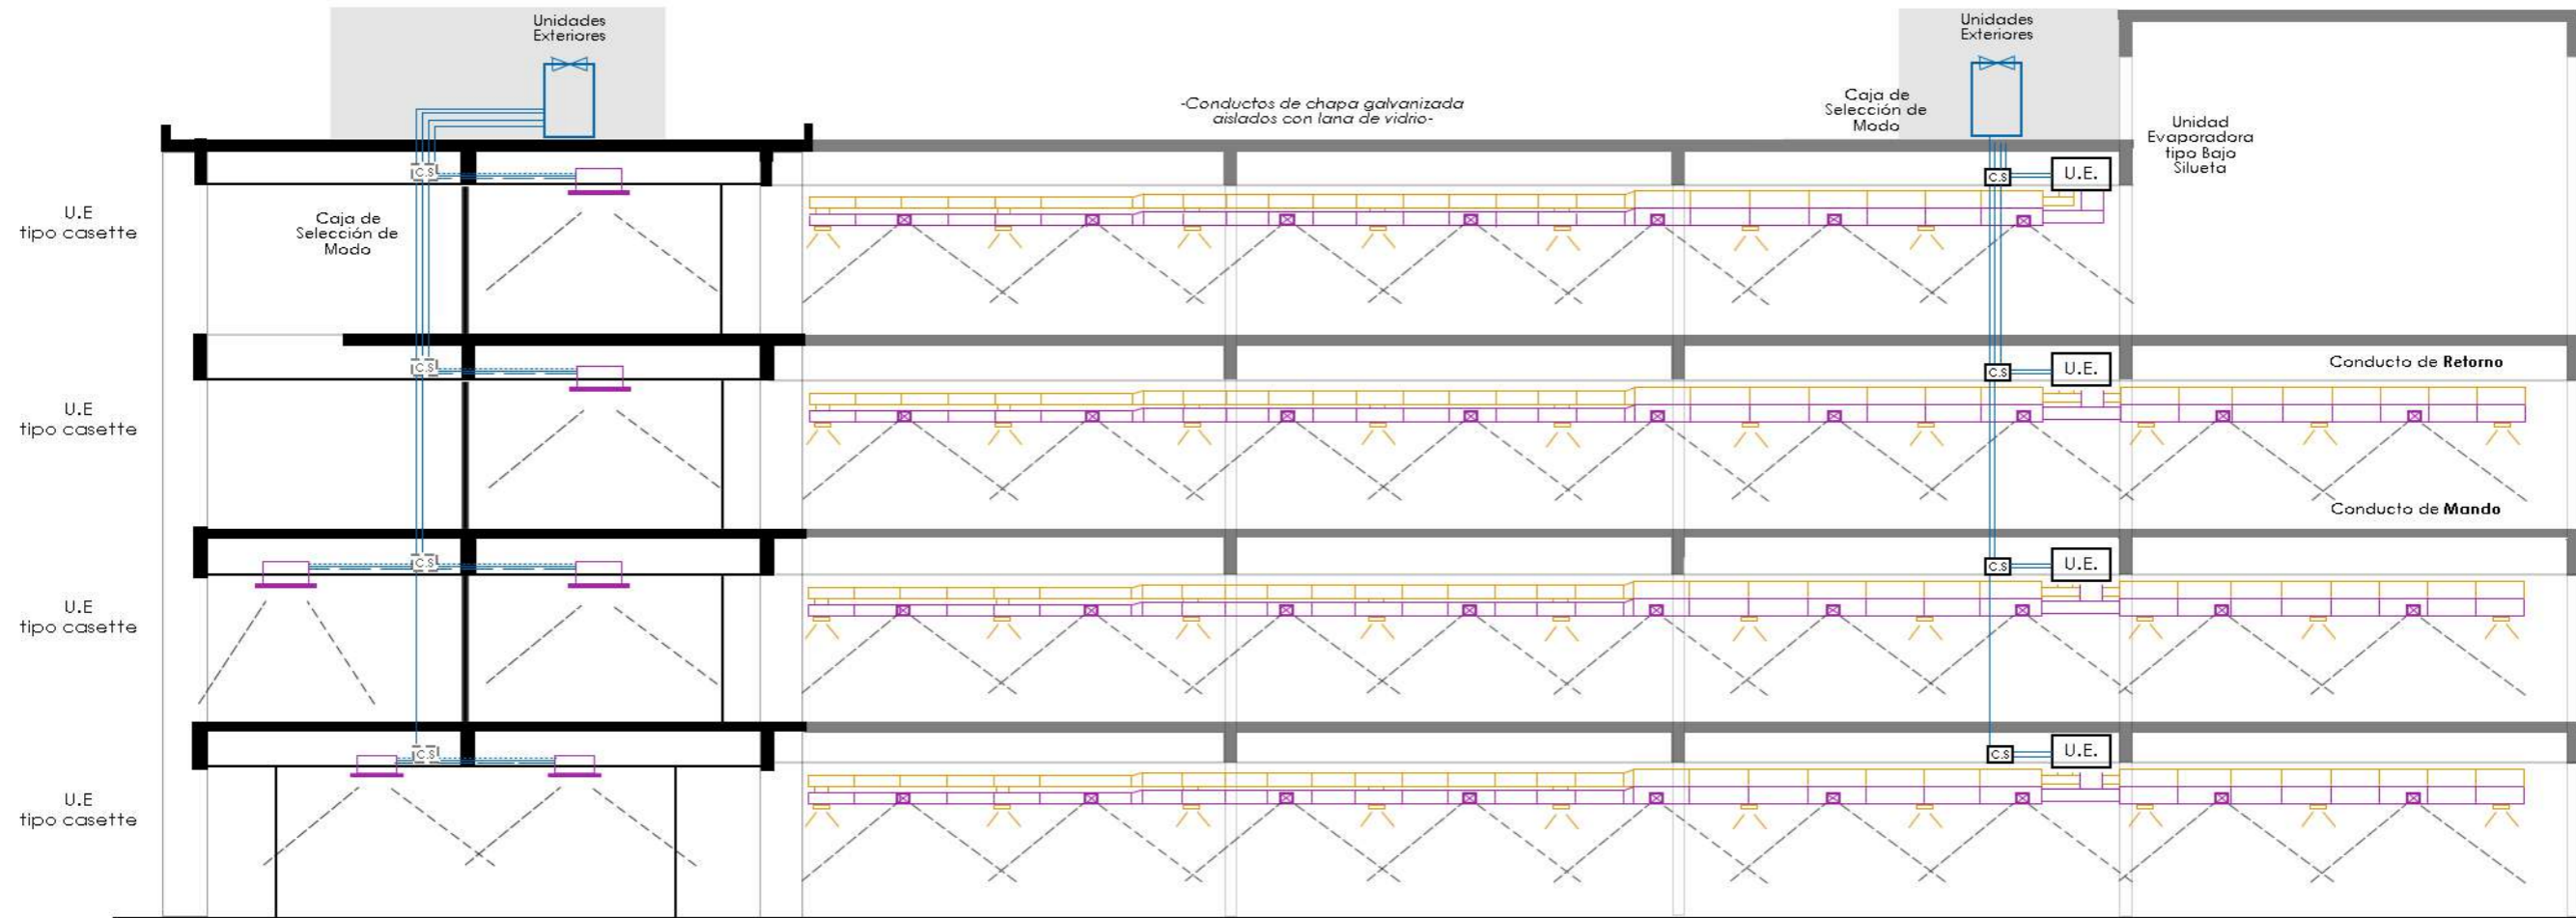 Unidades
Exteriores
Unidades
Exteriores
-Conductos de chapa galvanizada
aislados con lana de vidrio-
Caja de
Selección de
Modo
Unidad
Evaporadora
tipo Bajo
Silueta
C.S
C.S
U.E.
U.E
tipo casette
Caja de
Selección de
Modo
C.S
C.S
U.E.
Conducto de Retorno
U.E
tipo casette
Conducto de Mando
C.S
C.S
U.E.
U.E
tipo casette
C.S
C.S
U.E.
U.E
tipo casette